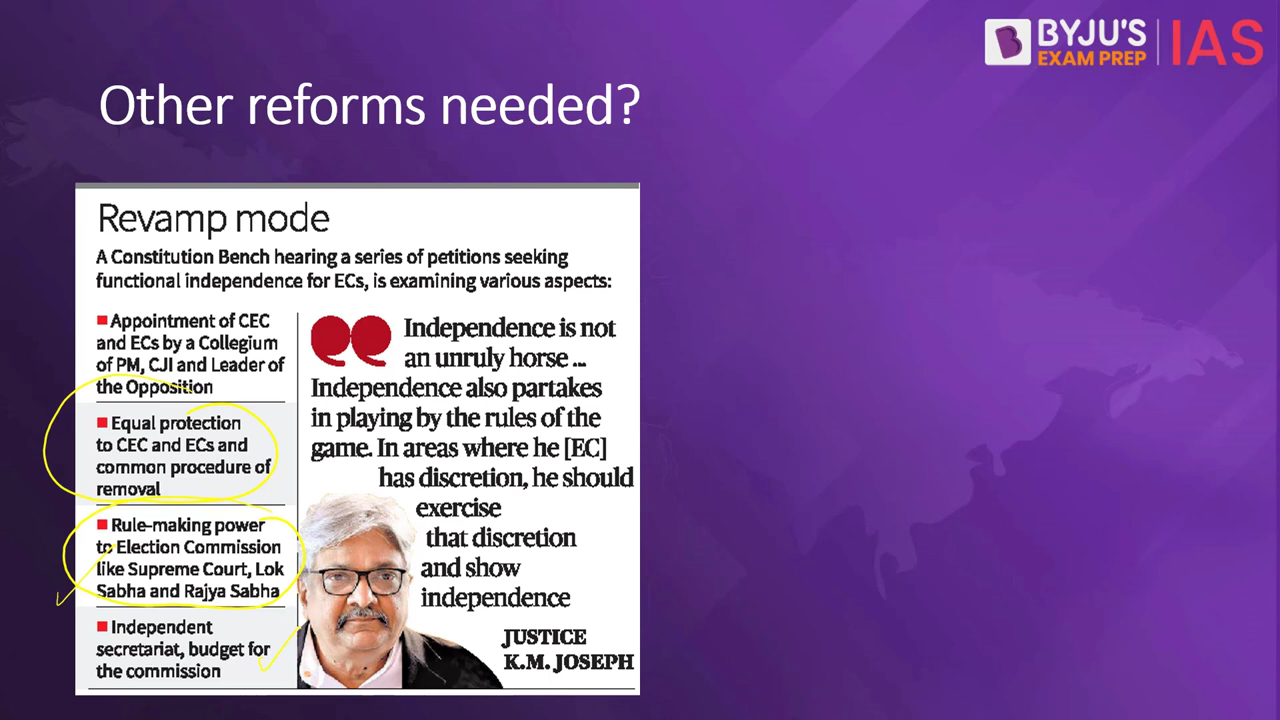 BYJU'S
EXAM PREP
IAS
Other reforms needed?
Revamp mode
A Constitution Bench hearing a series of petitions seeking
functional independence for ECs, is examining various aspects:
Appointment of CEC
and ECs by a Collegium
of PM, CJI and Leader of
the Opposition
Equal protection
to CEC and ECs and
common procedure of
removal
Rule-making power
to Election Commission
like Supreme Court, Lok
Sabha and Rajya Sabha
Independent
secretariat, budget for
the commission
Independence is not
an unruly horse ...
Independence also partakes
in playing by the rules of the
game. In areas where he [EC]
has discretion, he should
exercise
that discretion
and show
independence
JUSTICE
K.M. JOSEPH